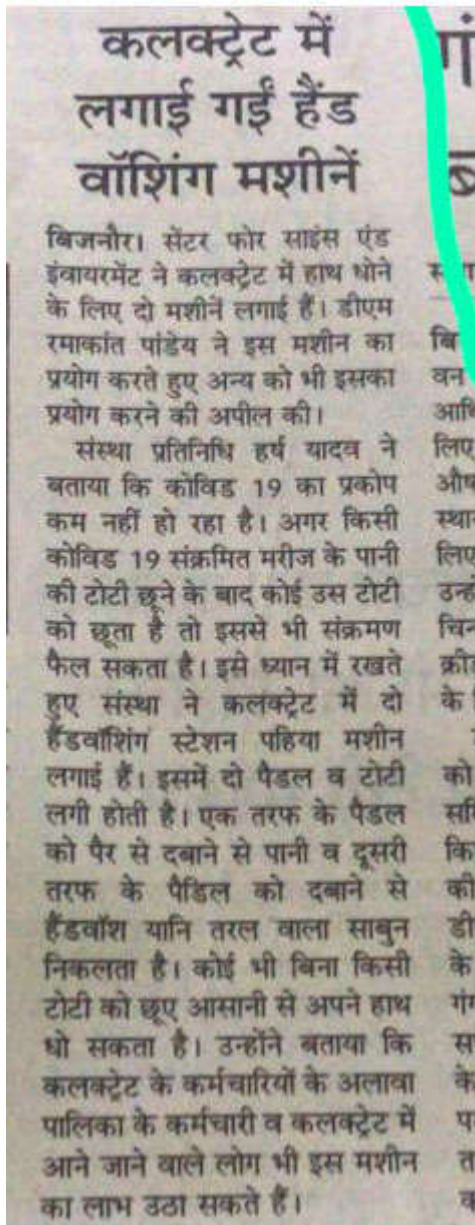 कलक्ट्रेट में
लगाई गईं हैंड
वॉशिंग मशीनें
बिजनौर। सेंटर फोर साइंस एंड
इंवायरमेंट ने कलक्ट्रेट में हाथ धोने
के लिए दो मशीनें लगाई हैं। डीएम
रमाकांत पांडेय ने इस मशीन का
प्रयोग करते हुए अन्य को भी इसका
प्रयोग करने की अपील की।
संस्था प्रतिनिधि हर्ष यादव ने
बताया कि कोविड 19 का प्रकोप
कम नहीं हो रहा है। अगर किसी
कोविड 19 संक्रमित मरीज के पानी
की टोटी छूने के बाद कोई उस टोटी
को छूता है तो इससे भी संक्रमण
फैल सकता है। इसे ध्यान में रखते
हुए संस्था ने कलक्ट्रेट में दो
हैंडवॉशिंग स्टेशन पहिया मशीन
लगाई हैं। इसमें दो पैडल व टोटी
लगी होती है। एक तरफ के पैडल
को पैर से दबाने से पानी व दूसरी
तरफ के पैडिल को दबाने से
हैंडवॉश यानि तरल वाला साबुन
निकलता है। कोई भी बिना किसी
टोटी को छूए आसानी से अपने हाथ
धो सकता है। उन्होंने बताया कि
कलक्ट्रेट के कर्मचारियों के अलावा
पालिका के कर्मचारी व कलक्ट्रेट में
आने जाने वाले लोग भी इस मशीन
का लाभ उठा सकते हैं।
वन
लिए
के
को
की
के